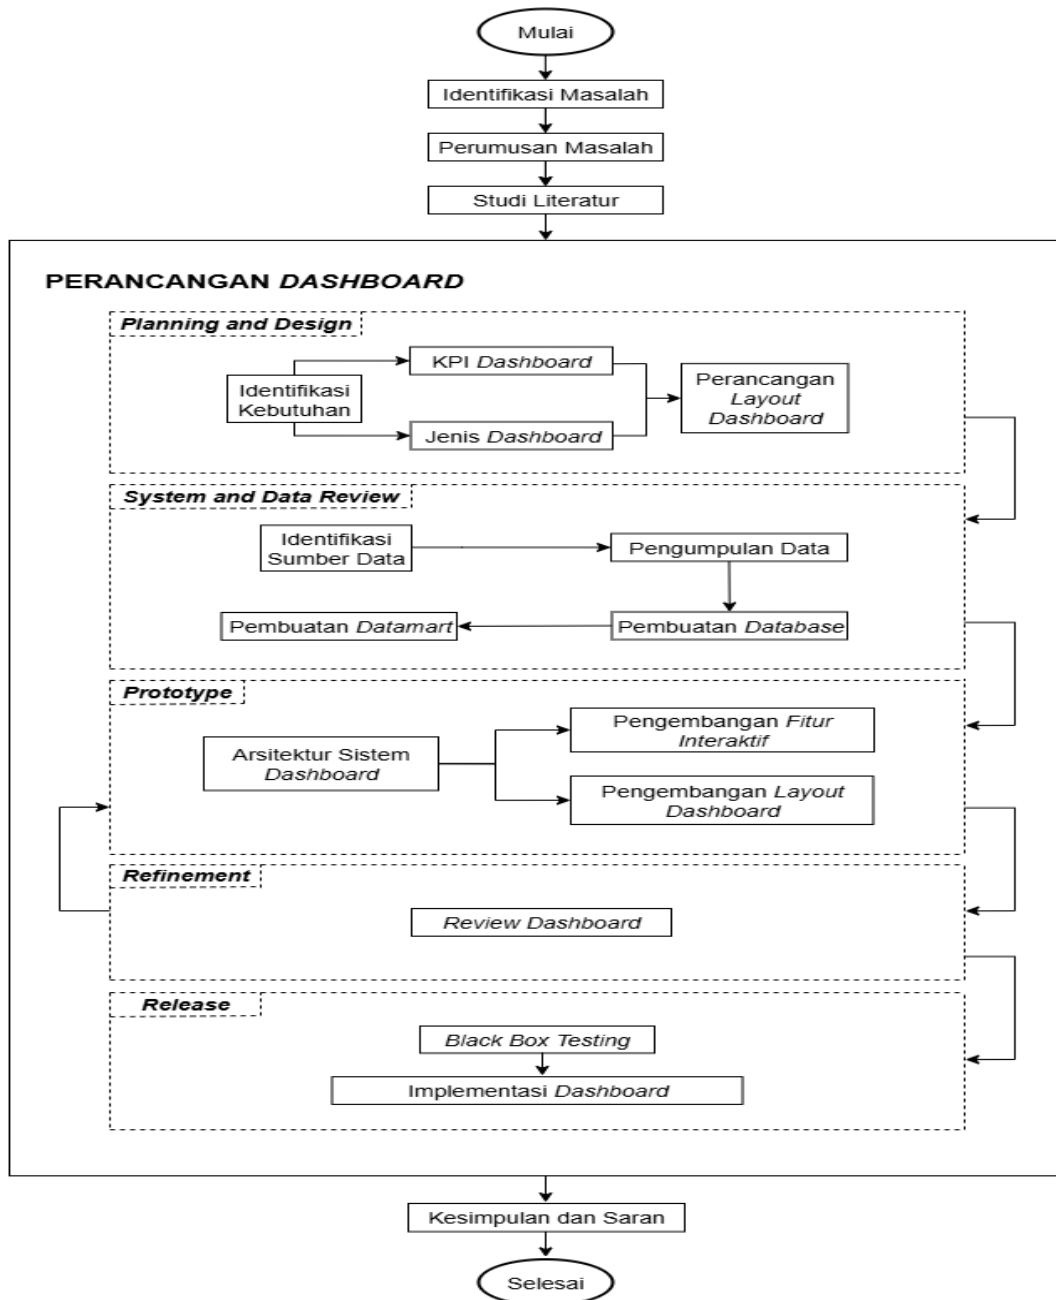 Mulai
Identifikasi Masalah
Perumusan Masalah
Studi Literatur
PERANCANGAN DASHBOARD
Planning and Design
Identifikasi
Kebutuhan
KPI Dashboard
Jenis Dashboard
Perancangan
Layout
Dashboard
System and Data Review
Identifikasi
Sumber Data
Pengumpulan Data
Pembuatan Database
Pembuatan Datamart
Prototype
Arsitektur Sistem
Dashboard
Pengembangan Fitur
Interaktif
Pengembangan Layout
Dashboard
Refinement
Review Dashboard
Release
Black Box Testing
Implementasi Dashboard
Kesimpulan dan Saran
Selesai